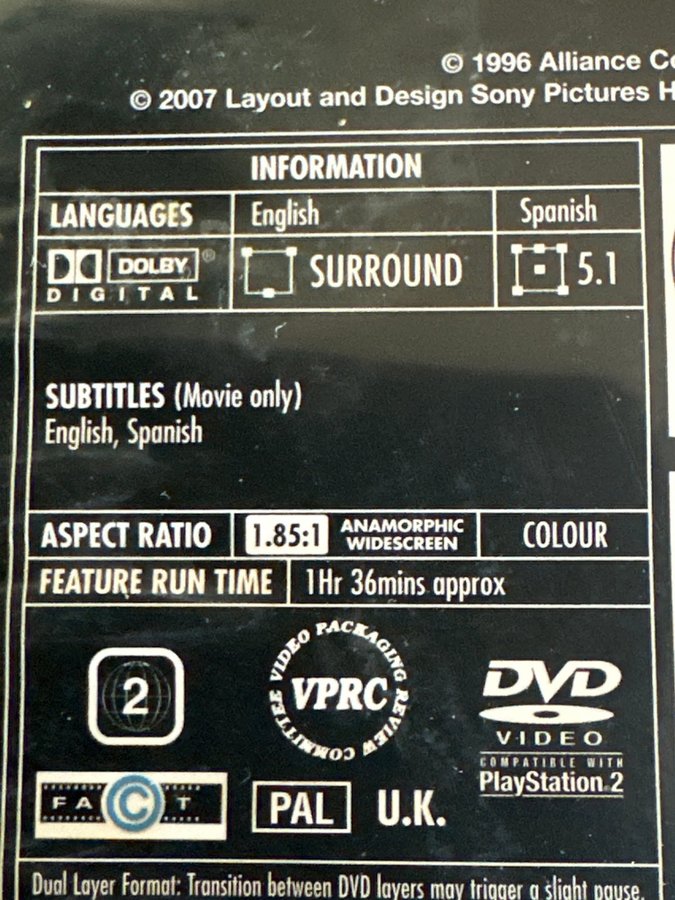 © 1996 Alliance
© 2007 Layout and Design Sony Pictures
INFORMATION
LANGUAGES English Spanish
DOLBY® DIGITAL SURROUND 5.1
SUBTITLES (Movie only)
English, Spanish
ASPECT RATIO 1.85:1 ANAMORPHIC WIDESCREEN COLOUR
FEATURE RUN TIME 1Hr 36mins approx
2
VIDEO PACKAGING REVIEW COMMITTEE
VPRC
DVD
VIDEO
COMPATIBLE WITH
PlayStation.2
FACT
PAL U.K.
Dual Layer Format: Transition between DVD layers may trigger a slight pause.